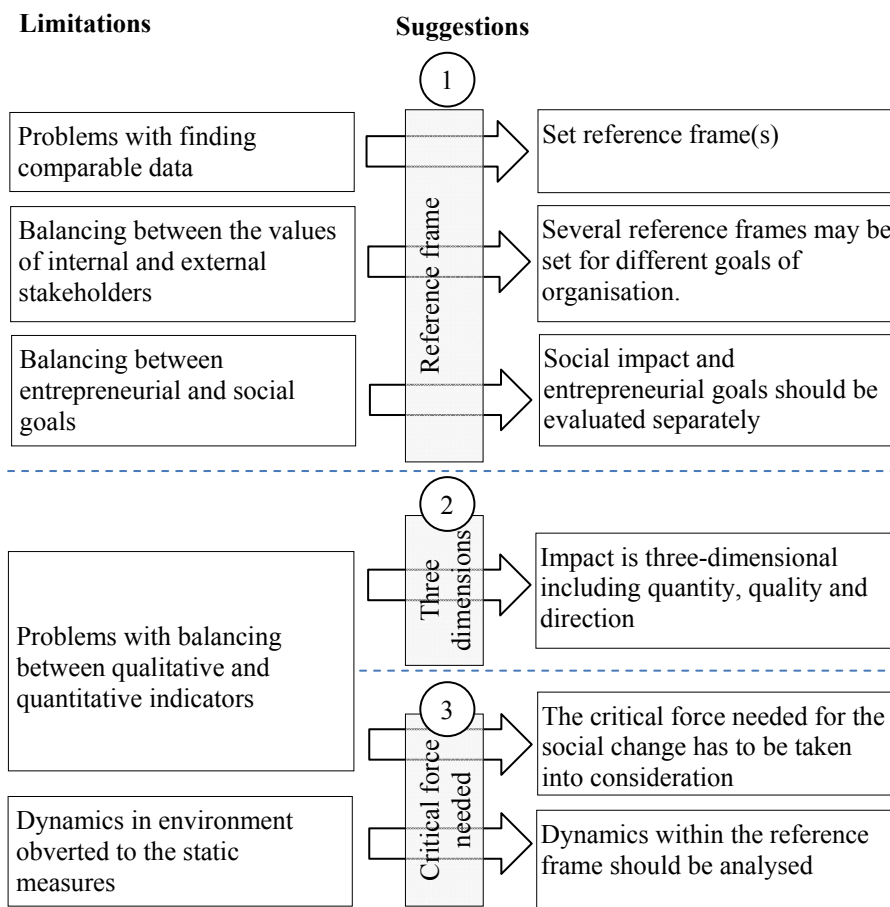 Limitations
Suggestions
1
Problems with finding
comparable data
Reference frame
Set reference frame(s)
Balancing between the values
of internal and external
stakeholders
Several reference frames may be
set for different goals of
organisation.
Balancing between
entrepreneurial and social
goals
Social impact and
entrepreneurial goals should be
evaluated separately
2
Problems with balancing
between qualitative and
quantitative indicators
Three
dimensions
Impact is three-dimensional
including quantity, quality and
direction
3
Critical force
needed
The critical force needed for the
social change has to be taken
into consideration
Dynamics in environment
obverted to the static
measures
Dynamics within the reference
frame should be analysed